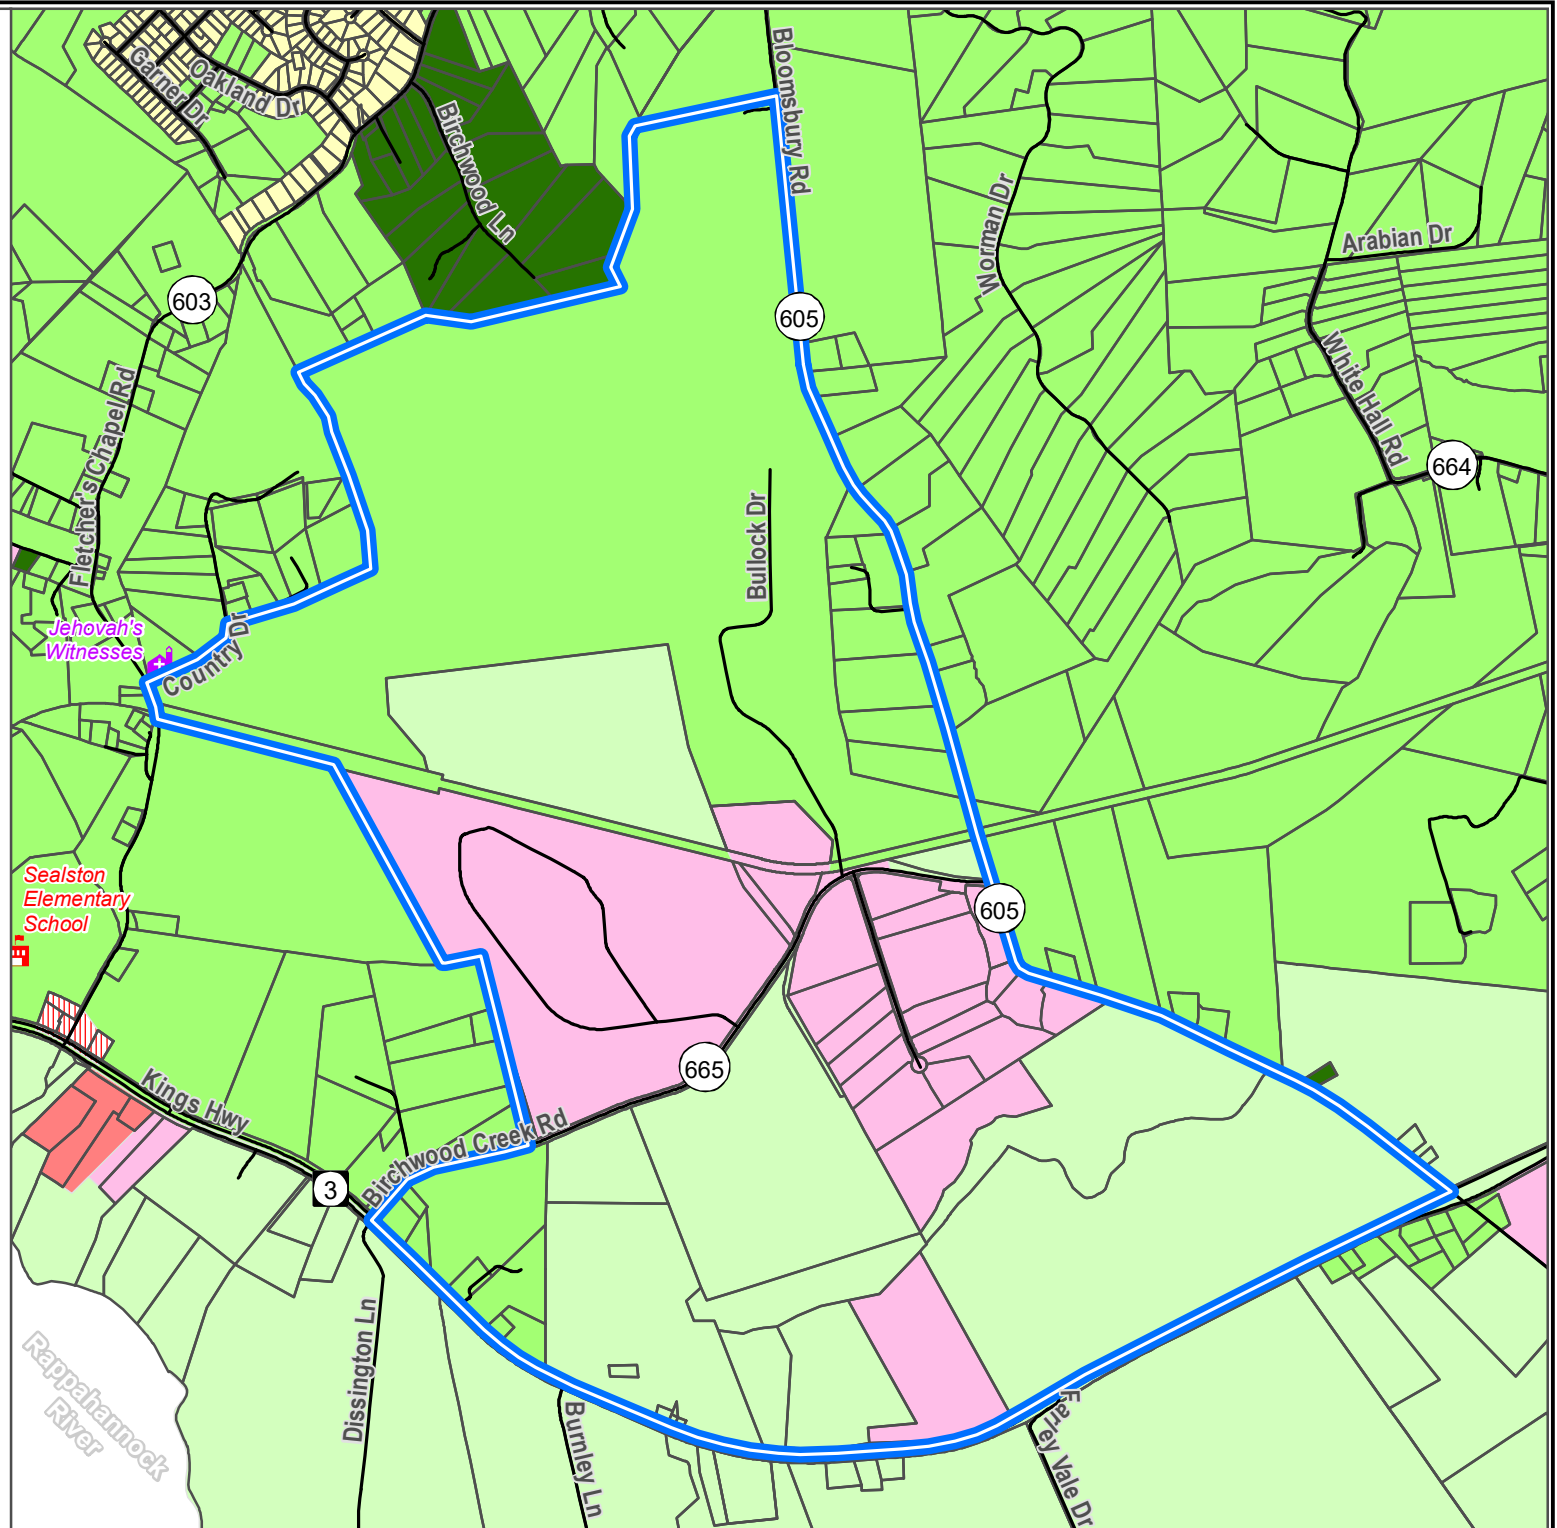 Garner Dr
Oakland Dr
Birchwood Ln
Bloomsbury Rd
Worman Dr
Arabian Dr
603
605
White Hall Rd
664
Fletcher's Chapel Rd
Bullock Dr
Jehovah's
Witnesses
Country Dr
Sealston
Elementary
School
605
665
Kings Hwy
Birchwood Creek Rd
3
Dissington Ln
Burnley Ln
Farley Vale Dr
Rappahannock
River